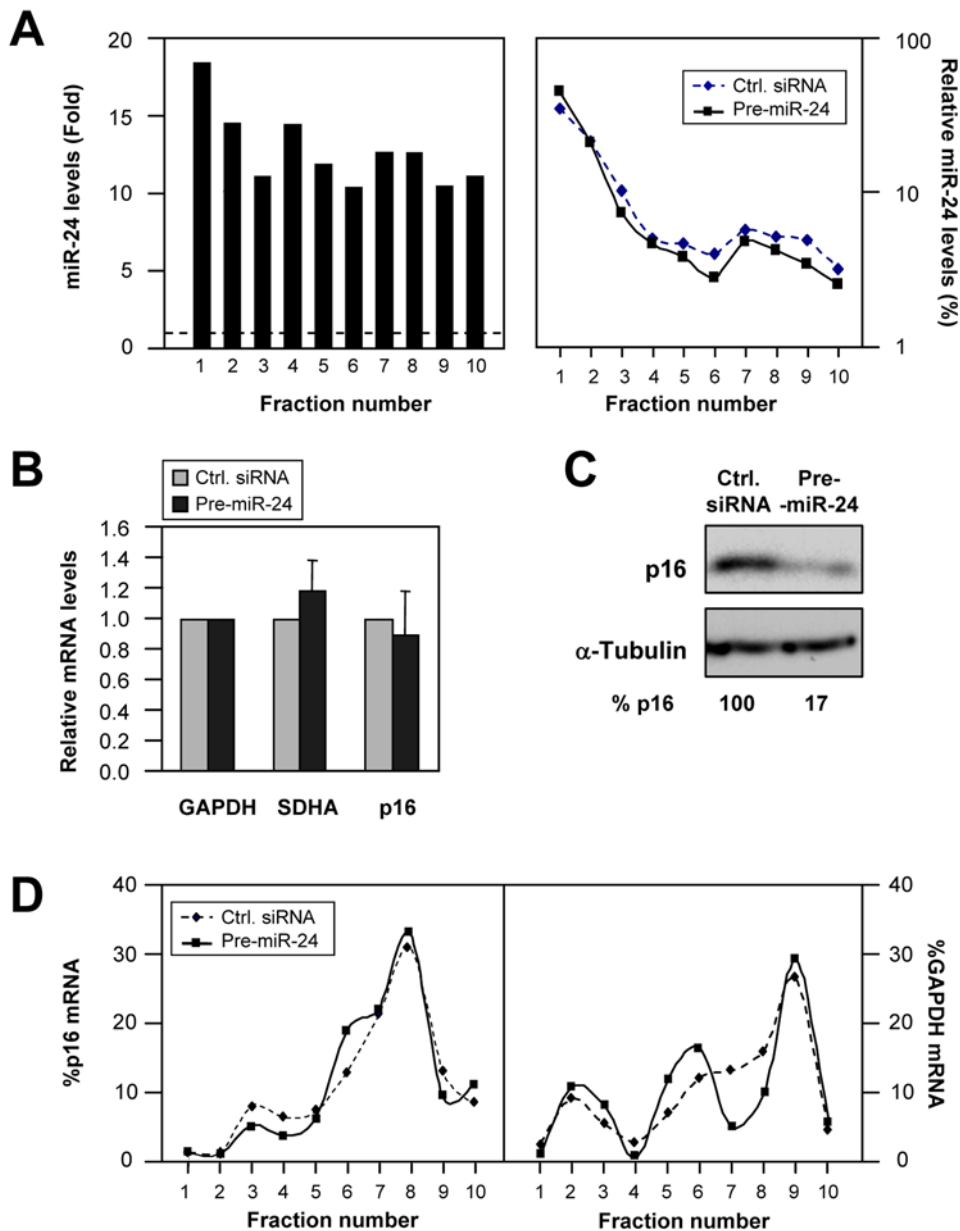 A
20
15
10
5
0
miR-24 levels (Fold)
1 2 3 4 5 6 7 8 9 10
Fraction number
Ctrl. siRNA
Pre-miR-24
100
10
1
Relative miR-24 levels (%)
1 2 3 4 5 6 7 8 9 10
Fraction number
B
Ctrl. siRNA
Pre-miR-24
1.6
1.4
1.2
1.0
0.8
0.6
0.4
0.2
0.0
Relative mRNA levels
GAPDH SDHA p16
C
Ctrl. Pre-
siRNA -miR-24
p16
α-Tubulin
% p16 100 17
D
Ctrl. siRNA
Pre-miR-24
40
30
20
10
0
%p16 mRNA
1 2 3 4 5 6 7 8 9 10
Fraction number
40
30
20
10
0
%GAPDH mRNA
1 2 3 4 5 6 7 8 9 10
Fraction number